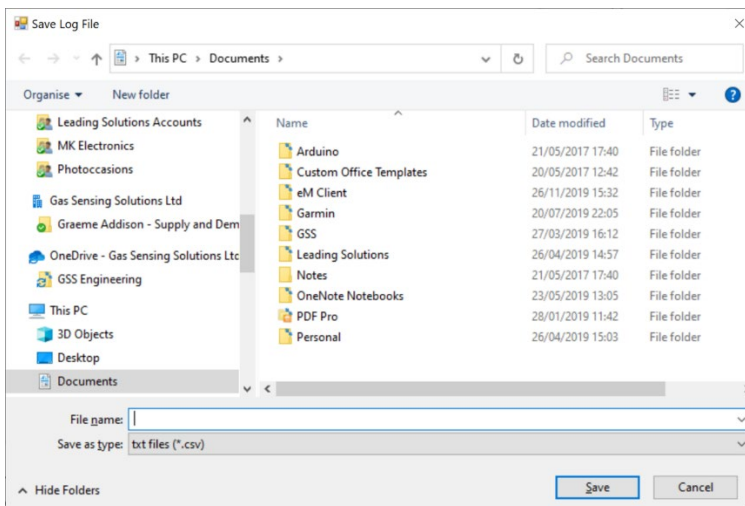 Save Log File
This PC > Documents >
Search Documents
Organise
New folder
Leading Solutions Accounts
MK Electronics
Photoccasions
Gas Sensing Solutions Ltd
Graeme Addison - Supply and Dem
OneDrive - Gas Sensing Solutions Ltd
GSS Engineering
This PC
3D Objects
Desktop
Documents
Name Date modified Type
Arduino 21/05/2017 17:40 File folder
Custom Office Templates 20/05/2017 12:42 File folder
eM Client 26/11/2019 15:32 File folder
Garmin 20/07/2019 22:05 File folder
GSS 27/03/2019 16:12 File folder
Leading Solutions 26/04/2019 14:57 File folder
Notes 21/05/2017 17:40 File folder
OneNote Notebooks 23/05/2019 13:05 File folder
PDF Pro 28/01/2019 11:42 File folder
Personal 26/04/2019 15:03 File folder
File name:
Save as type: txt files (*.csv)
Hide Folders
Save
Cancel